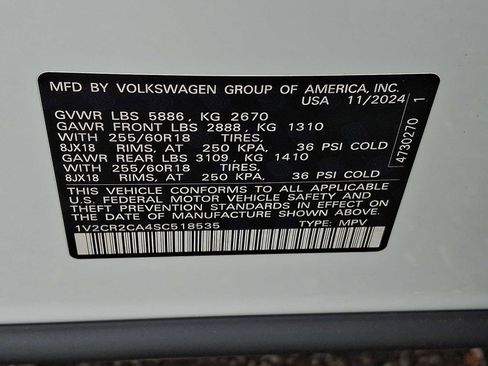 MFD BY VOLKSWAGEN GROUP OF AMERICA, INC.
USA 11/2024
GVWR LBS 5886, KG 2670
GAWR FRONT LBS 2888, KG 1310
WITH 255/60R18 TIRES,
8JX18 RIMS, AT 250 KPA, 36 PSI COLD
GAWR REAR LBS 3109, KG 1410
WITH 255/60R18 TIRES,
8JX18 RIMS, AT 250 KPA, 36 PSI COLD
THIS VEHICLE CONFORMS TO ALL APPLICABLE
U.S. FEDERAL MOTOR VEHICLE SAFETY AND
THEFT PREVENTION STANDARDS IN EFFECT ON THE
DATE OF MANUFACTURE SHOWN ABOVE.
1V2CR2CA4SC518535 TYPE: MPV
4730270 1